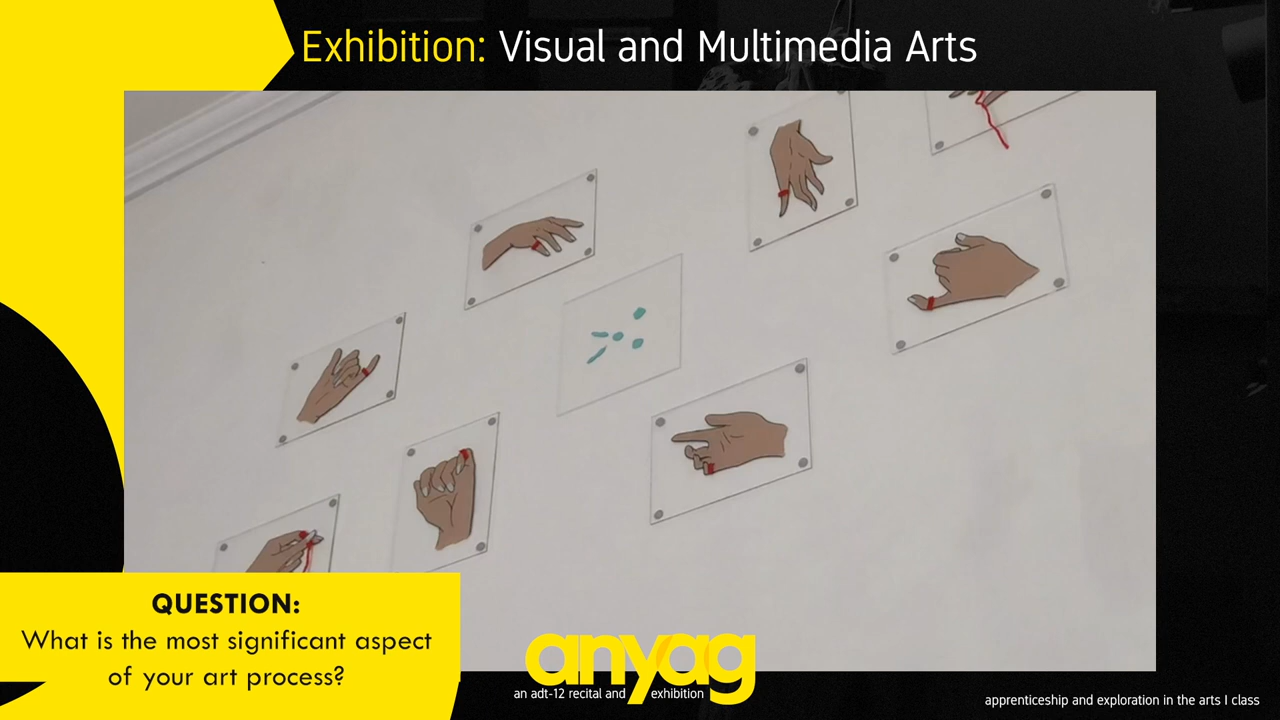 Exhibition: Visual and Multimedia Arts
QUESTION:
What is the most significant aspect
of your art process?
anyag
an adt-12 recital and exhibition
apprenticeship and exploration in the arts I class